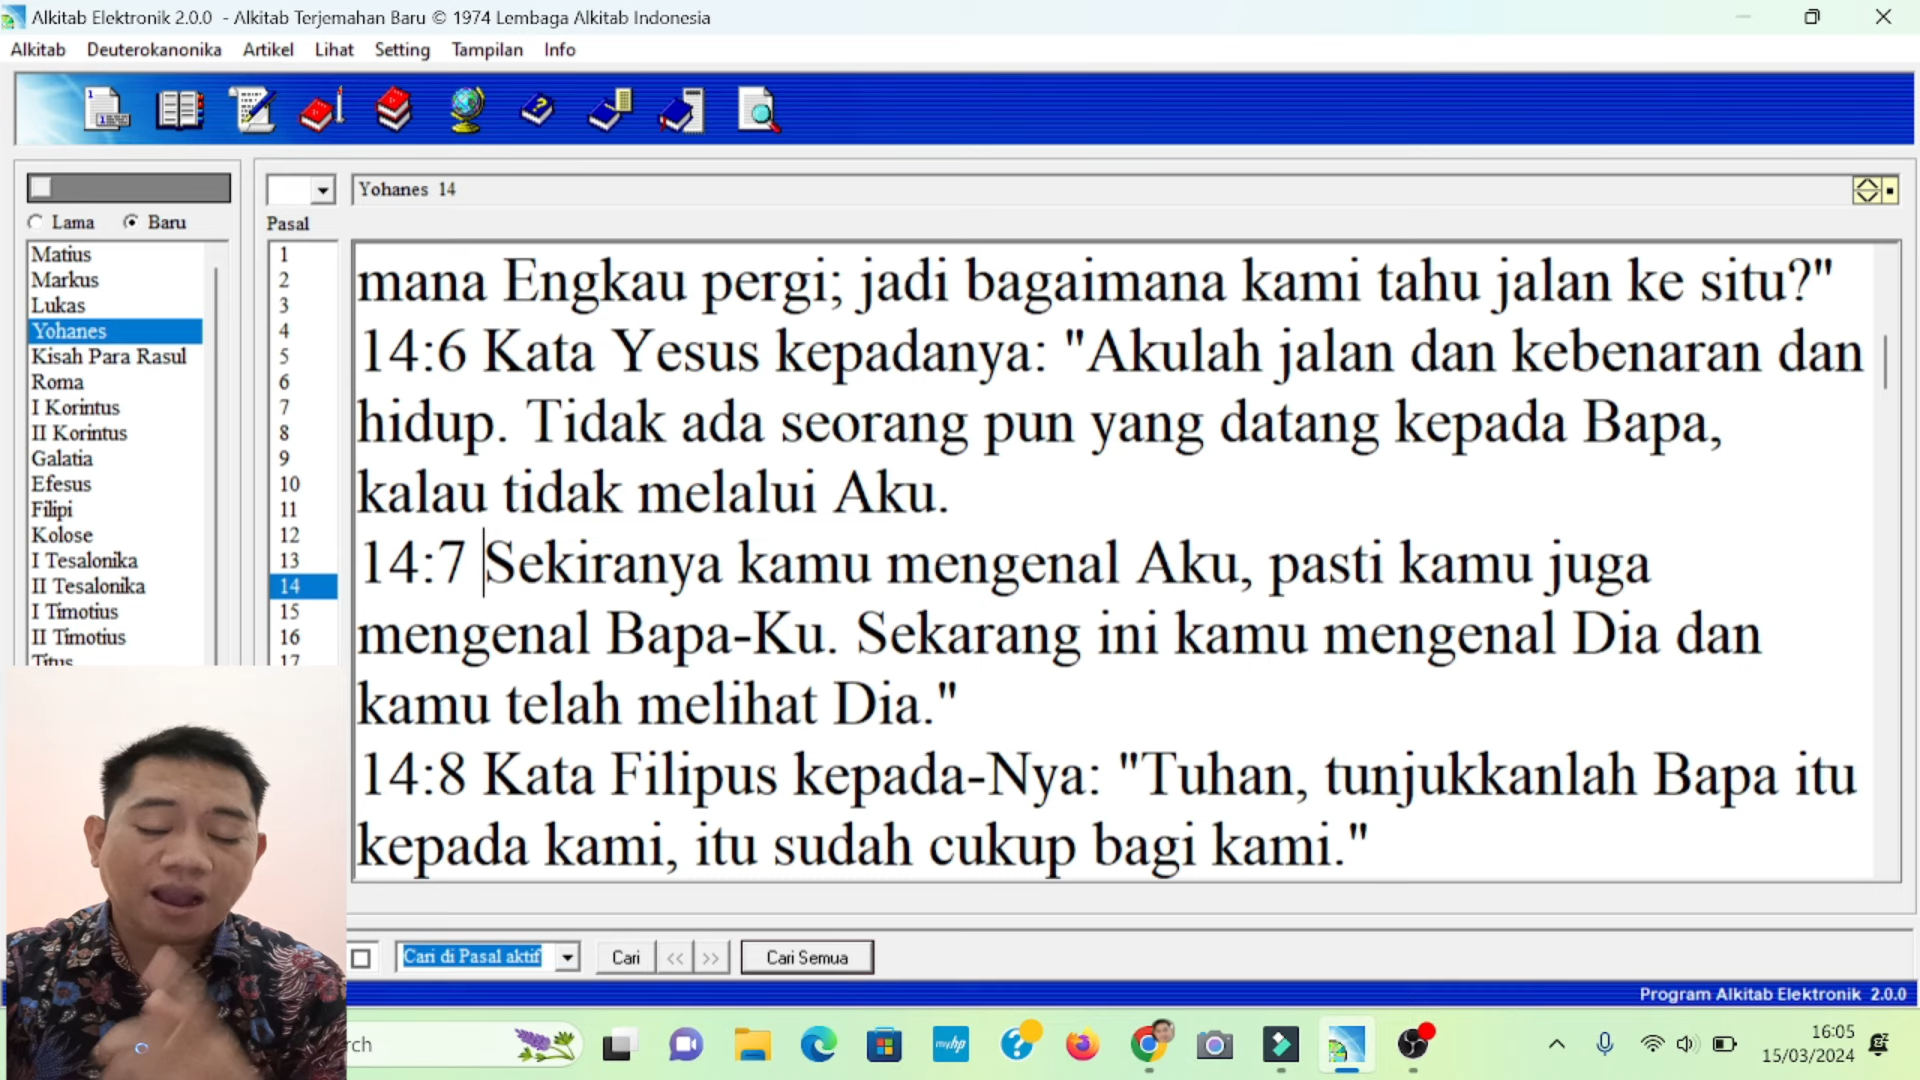 Alkitab Elektronik 2.0.0 - Alkitab Terjemahan Baru © 1974 Lembaga Alkitab Indonesia
Alkitab Deuterokanonika Artikel Lihat Setting Tampilan Info
Lama Baru
Matius
Markus
Lukas
Yohanes
Kisah Para Rasul
Roma
I Korintus
II Korintus
Galatia
Efesus
Filipi
Kolose
I Tesalonika
II Tesalonika
I Timotius
II Timotius
Titus
Pasal
1
2
3
4
5
6
7
8
9
10
11
12
13
14
15
16
17
Yohanes 14
mana Engkau pergi; jadi bagaimana kami tahu jalan ke situ?"
14:6 Kata Yesus kepadanya: "Akulah jalan dan kebenaran dan
hidup. Tidak ada seorang pun yang datang kepada Bapa,
kalau tidak melalui Aku.
14:7 Sekiranya kamu mengenal Aku, pasti kamu juga
mengenal Bapa-Ku. Sekarang ini kamu mengenal Dia dan
kamu telah melihat Dia."
14:8 Kata Filipus kepada-Nya: "Tuhan, tunjukkanlah Bapa itu
kepada kami, itu sudah cukup bagi kami."
Cari di Pasal aktif Cari << >> Cari Semua
Program Alkitab Elektronik 2.0.0
rch
myhp
16:05
15/03/2024